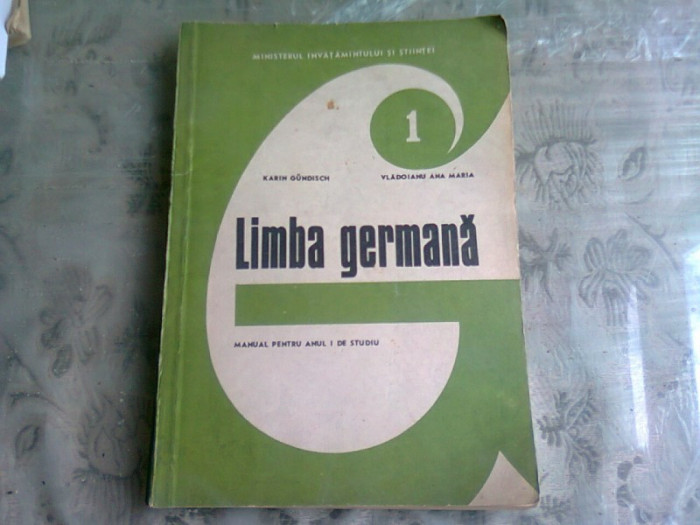 MINISTERUL ÎNVĂȚĂMÎNTULUI ȘI ȘTIINȚEI
1
KARIN GÜNDISCH VLĂDOIANU ANA MARIA
Limba germană
MANUAL PENTRU ANUL I DE STUDIU